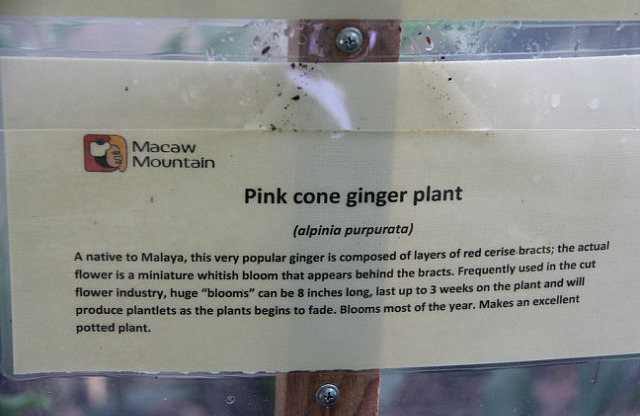 Macaw
Mountain
Pink cone ginger plant
(alpinia purpurata)
A native to Malaya, this very popular ginger is composed of layers of red cerise bracts; the actual
flower is a miniature whitish bloom that appears behind the bracts. Frequently used in the cut
flower industry, huge “blooms” can be 8 inches long, last up to 3 weeks on the plant and will
produce plantlets as the plants begins to fade. Blooms most of the year. Makes an excellent
potted plant.